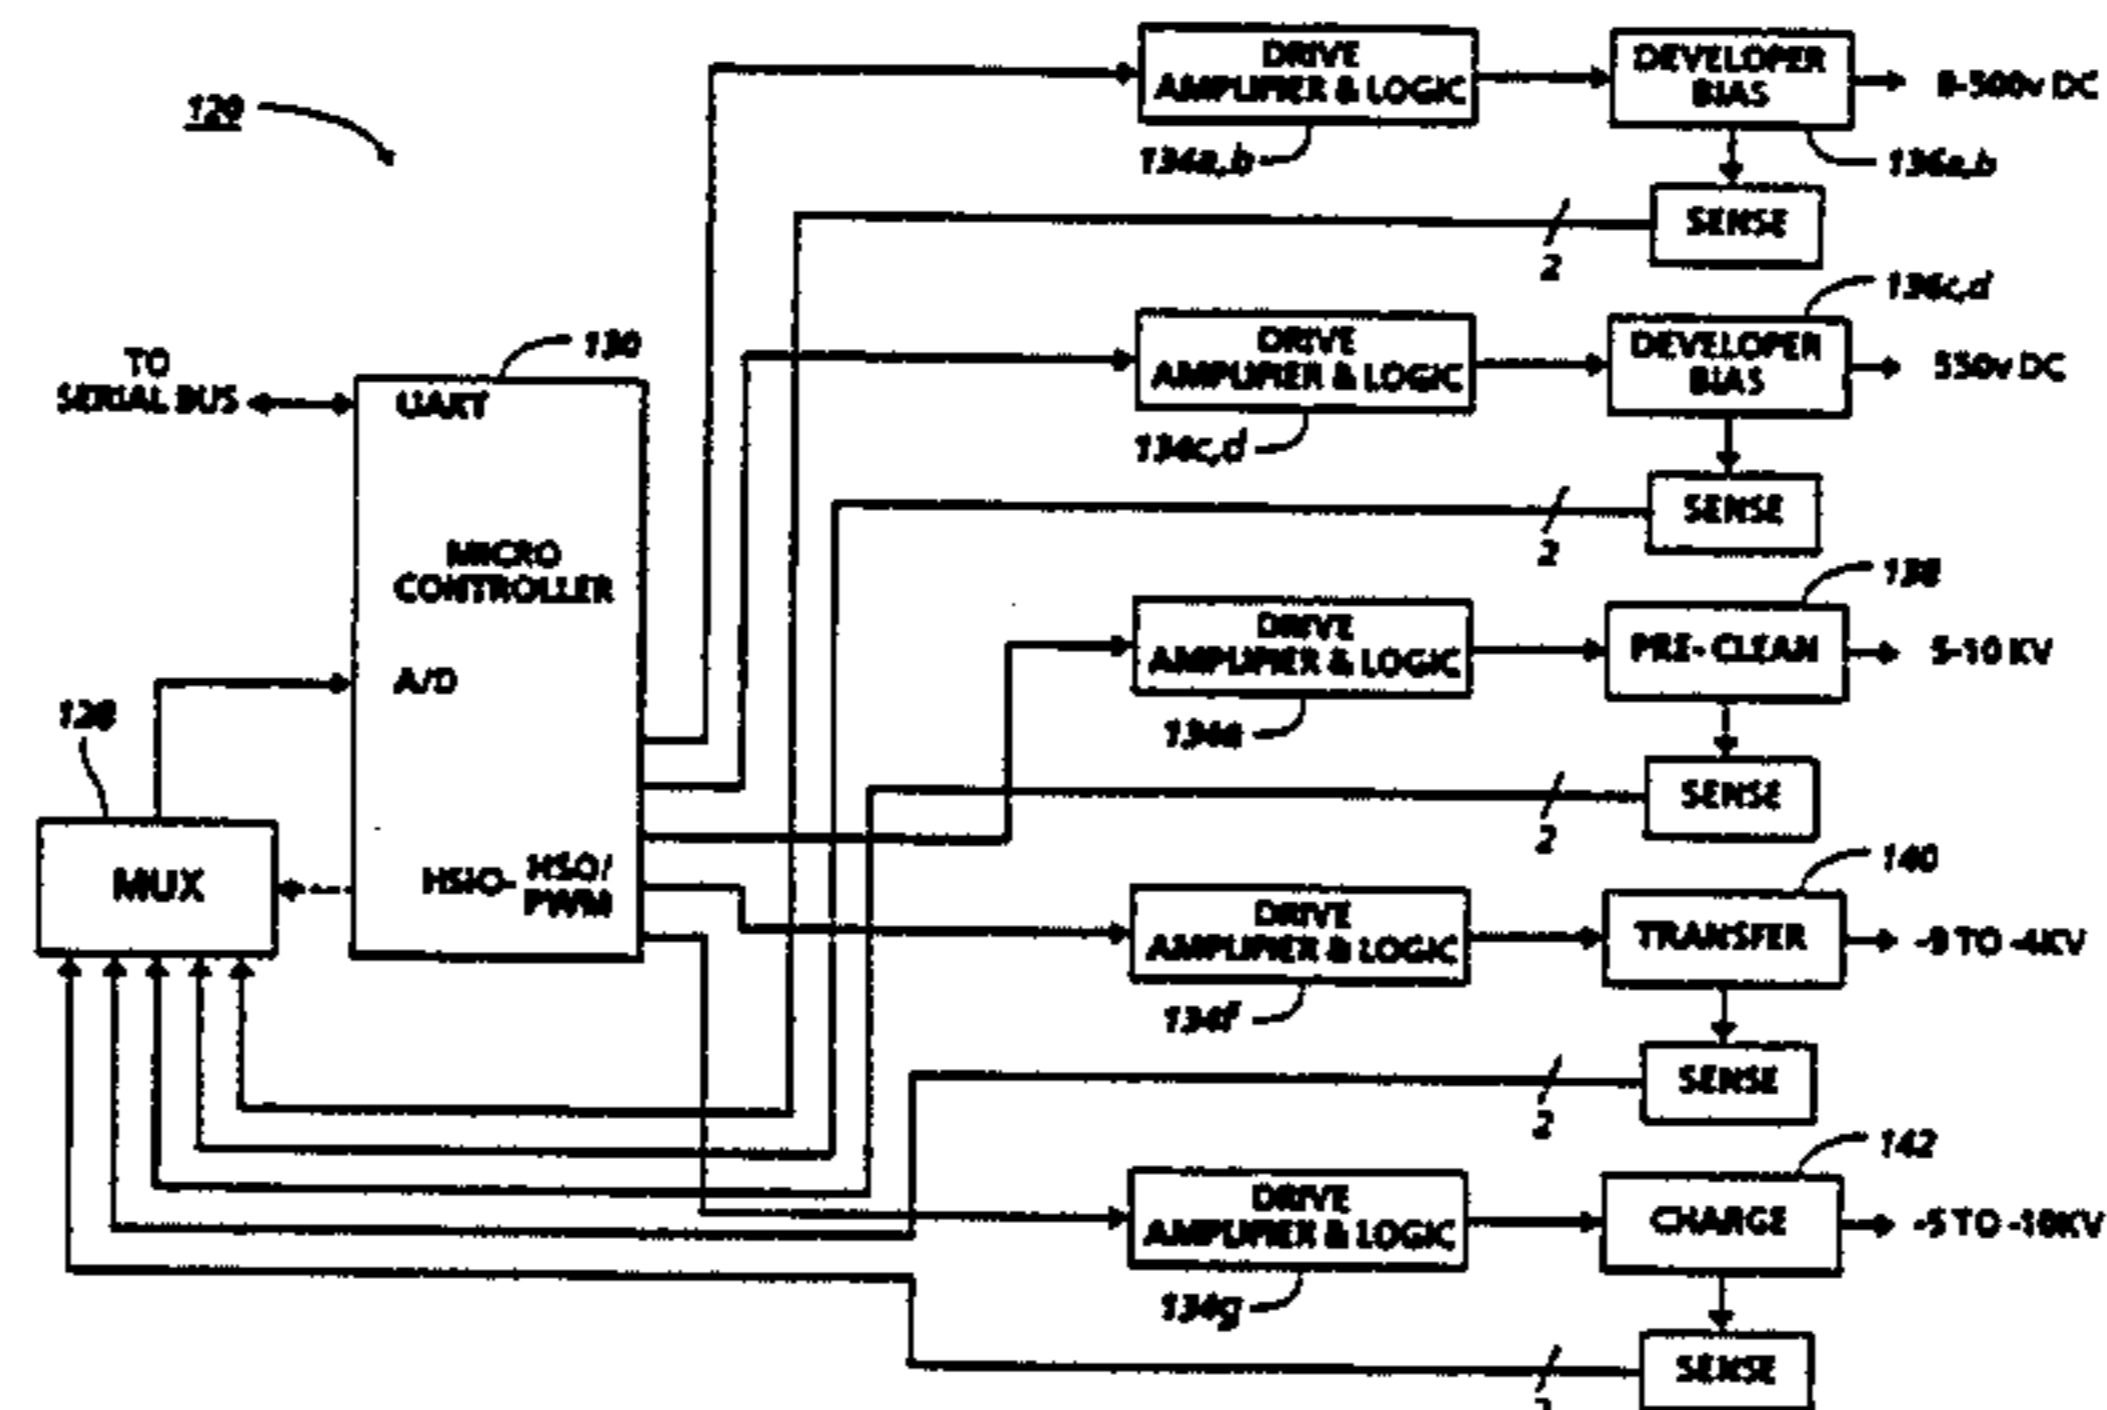 120
DRIVE
AMPLIFIER & LOGIC
134a,b
DEVELOPER
BIAS
136a,b
SENSE
2
DRIVE
AMPLIFIER & LOGIC
134c,d
DEVELOPER
BIAS
136c,d
550v DC
SENSE
2
TO
SERIAL BUS
130
UART
MICRO
CONTROLLER
A/D
HSIO-
HSO/
PWM
128
MUX
DRIVE
AMPLIFIER & LOGIC
134e
PRE-CLEAN
138
5-10 KV
SENSE
2
DRIVE
AMPLIFIER & LOGIC
134f
TRANSFER
140
TO -4KV
SENSE
2
DRIVE
AMPLIFIER & LOGIC
134g
CHARGE
142
-5 TO -10KV
SENSE